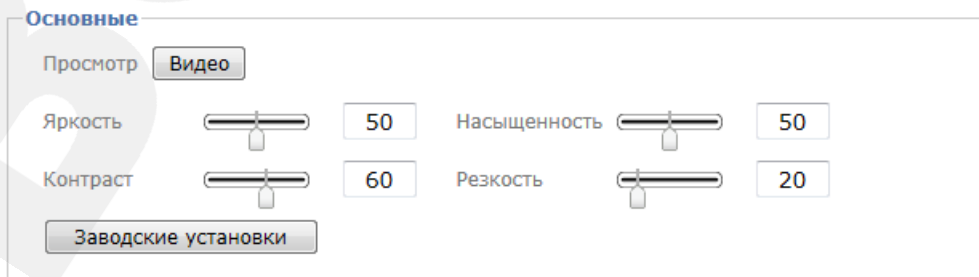 Основные
Просмотр Видео
Яркость 50 Насыщенность 50
Контраст 60 Резкость 20
Заводские установки